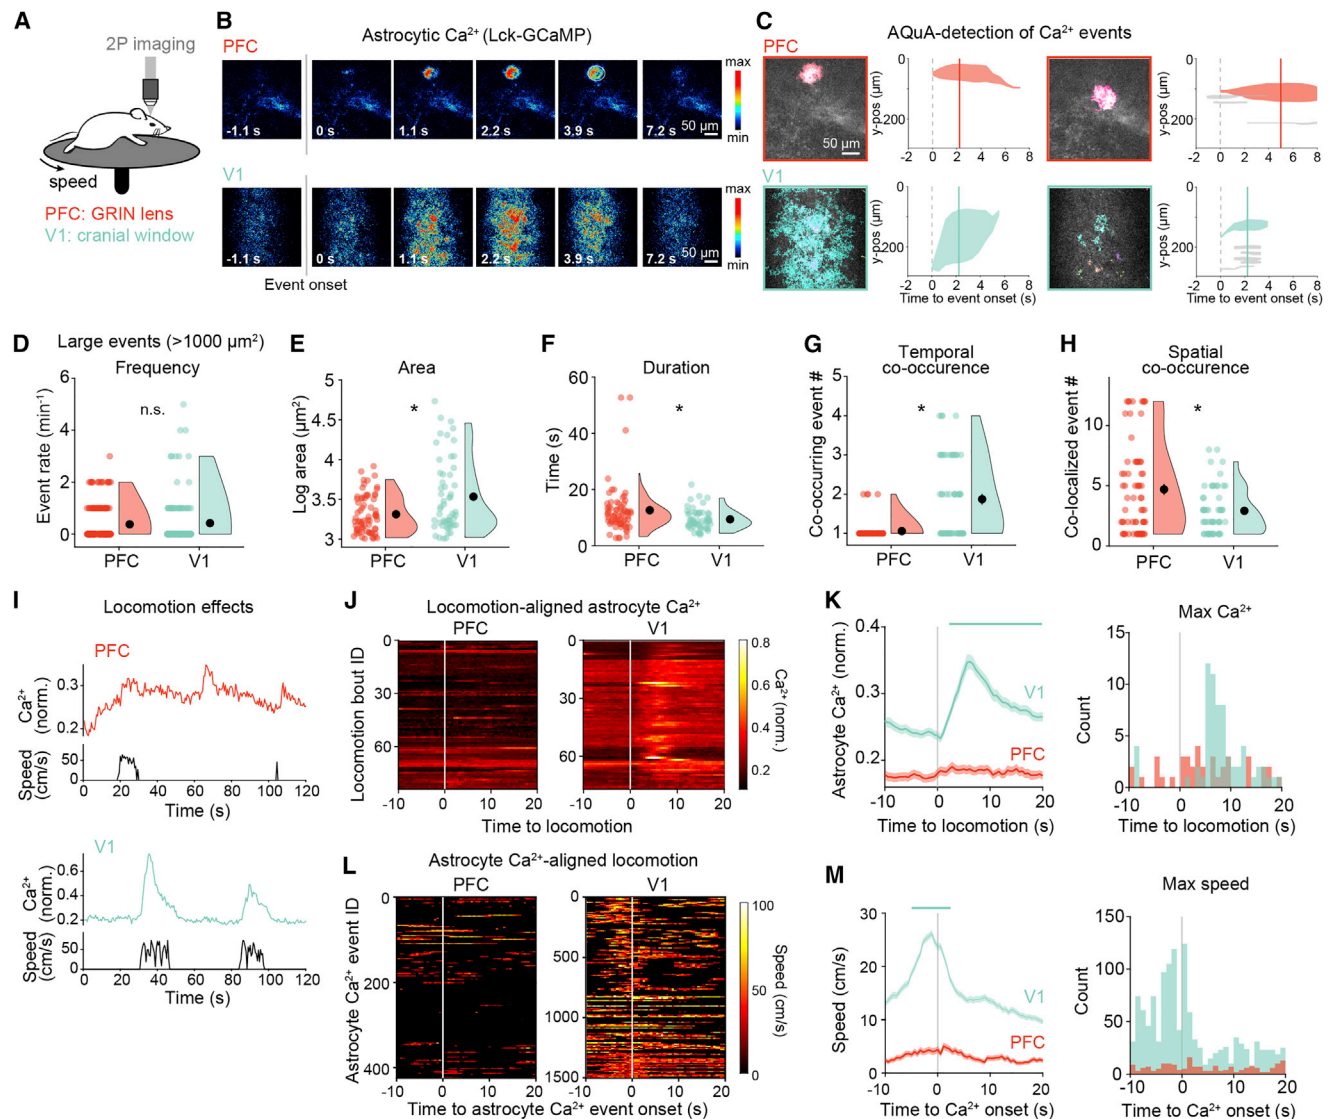 A
2P imaging
speed
PFC: GRIN lens
V1: cranial window
B
Astrocytic Ca²⁺ (Lck-GCaMP)
PFC
-1.1 s
0 s
1.1 s
2.2 s
3.9 s
7.2 s
50 µm
max
min
V1
-1.1 s
0 s
1.1 s
2.2 s
3.9 s
7.2 s
50 µm
max
min
Event onset
C
AQuA-detection of Ca²⁺ events
PFC
50 µm
y-pos (µm)
0
200
-2 0 2 4 6 8
y-pos (µm)
0
200
-2 0 2 4 6 8
V1
y-pos (µm)
0
200
-2 0 2 4 6 8
Time to event onset (s)
y-pos (µm)
0
200
-2 0 2 4 6 8
Time to event onset (s)
D
Large events (>1000 µm²)
Frequency
Event rate (min⁻¹)
6
4
2
0
n.s.
PFC V1
E
Area
Log area (µm²)
5
4.5
4
3.5
3
*
PFC V1
F
Duration
Time (s)
60
40
20
0
*
PFC V1
G
Temporal
co-occurence
Co-occurring event #
5
4
3
2
1
*
PFC V1
H
Spatial
co-occurence
Co-localized event #
10
5
0
*
PFC V1
I
Locomotion effects
PFC
Ca²⁺
(norm.)
0.3
0.2
Speed
(cm/s)
50
0
0 20 40 60 80 100 120
Time (s)
V1
Ca²⁺
(norm.)
0.6
0.4
0.2
Speed
(cm/s)
50
0
0 20 40 60 80 100 120
Time (s)
J
Locomotion-aligned astrocyte Ca²⁺
PFC V1
Locomotion bout ID
0
30
60
0
30
60
-10 0 10 20
-10 0 10 20
Time to locomotion
0.8
0.6
0.4
0.2
Ca²⁺(norm.)
K
Astrocyte Ca²⁺ (norm.)
0.4
0.3
0.2
V1
PFC
-10 0 10 20
Time to locomotion (s)
Max Ca²⁺
Count
15
10
5
0
-10 0 10 20
Time to locomotion (s)
L
Astrocyte Ca²⁺-aligned locomotion
PFC V1
Astrocyte Ca²⁺ event ID
0
200
400
0
500
1000
1500
-10 0 10 20
-10 0 10 20
Time to astrocyte Ca²⁺ event onset (s)
100
50
0
Speed (cm/s)
M
Speed (cm/s)
30
20
10
0
V1
PFC
-10 0 10 20
Time to Ca²⁺ onset (s)
Max speed
Count
150
100
50
0
-10 0 10 20
Time to Ca²⁺ onset (s)